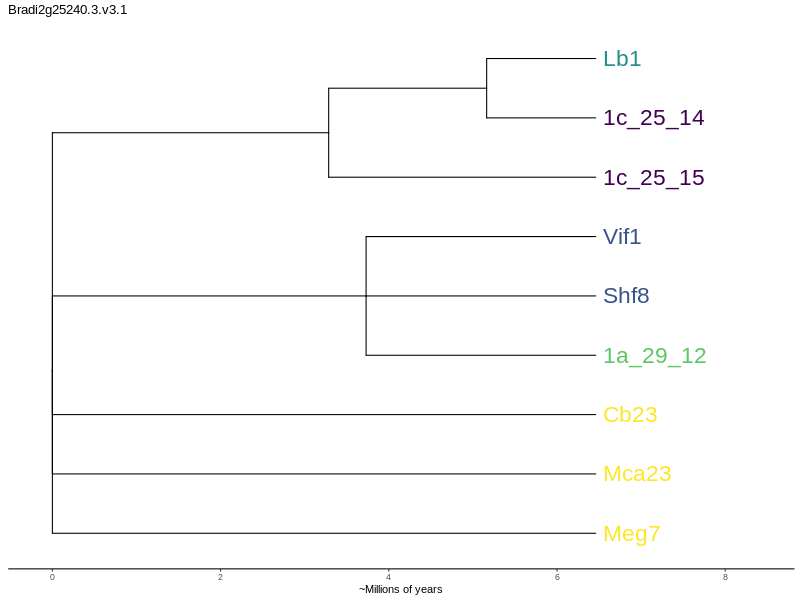 Bradi2g25240.3.v3.1
Lb1
1c_25_14
1c_25_15
Vif1
Shf8
1a_29_12
Cb23
Mca23
Meg7
0 2 4 6 8
~Millions of years